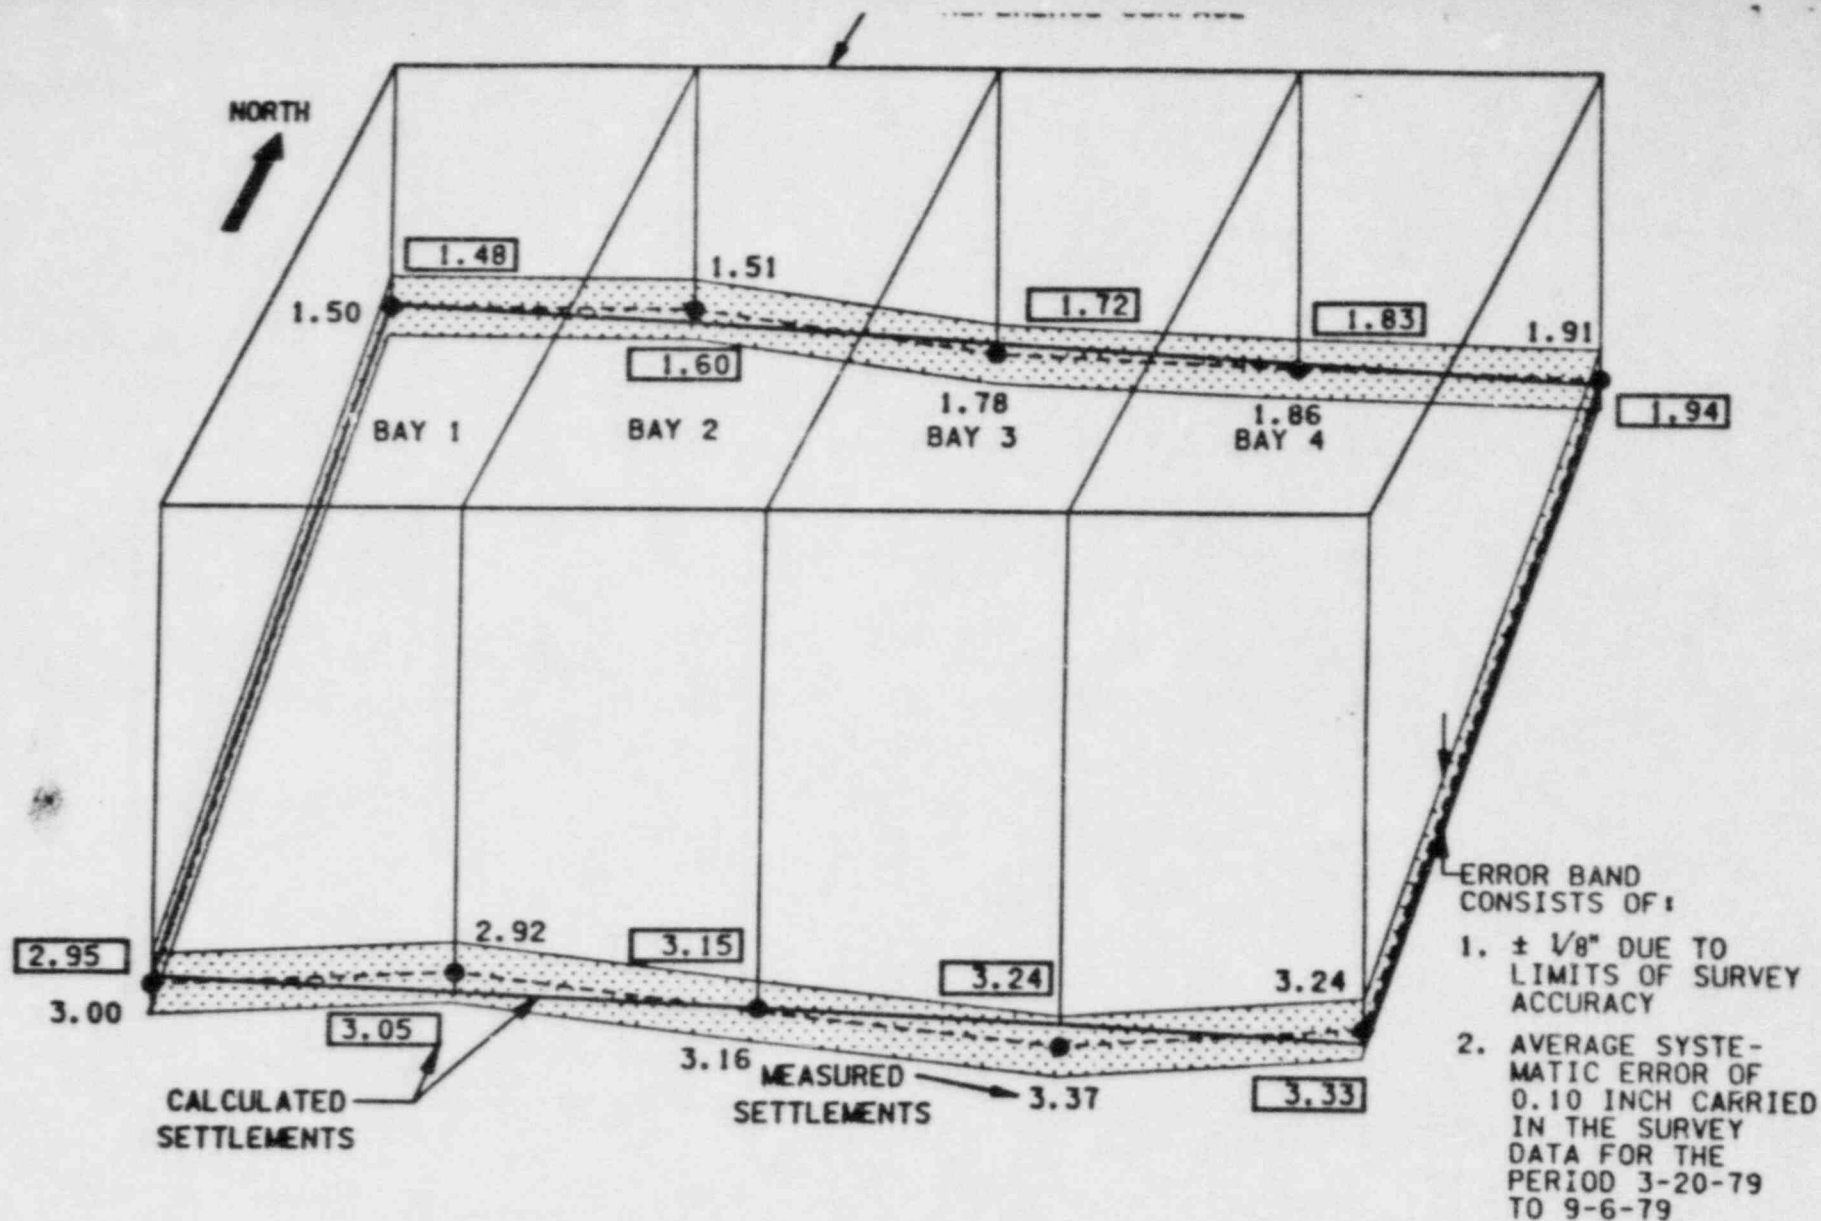 NORTH
1.48
1.51
1.50
1.72
1.83
1.91
1.60
1.78
1.86
1.94
BAY 1
BAY 2
BAY 3
BAY 4
2.95
2.92
3.15
3.24
3.24
3.00
3.05
3.16
3.37
3.33
CALCULATED
SETTLEMENTS
MEASURED
SETTLEMENTS
ERROR BAND
CONSISTS OF:
1. ± 1/8" DUE TO
LIMITS OF SURVEY
ACCURACY
2. AVERAGE SYSTE-
MATIC ERROR OF
0.10 INCH CARRIED
IN THE SURVEY
DATA FOR THE
PERIOD 3-20-79
TO 9-6-79